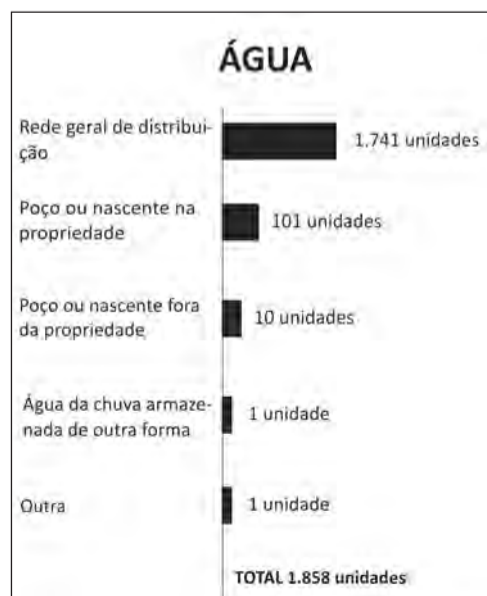 ÁGUA
Rede geral de distribui-
ção
1.741 unidades
Poço ou nascente na
propriedade
101 unidades
Poço ou nascente fora
da propriedade
10 unidades
Água da chuva armaze-
nada de outra forma
1 unidade
Outra
1 unidade
TOTAL 1.858 unidades